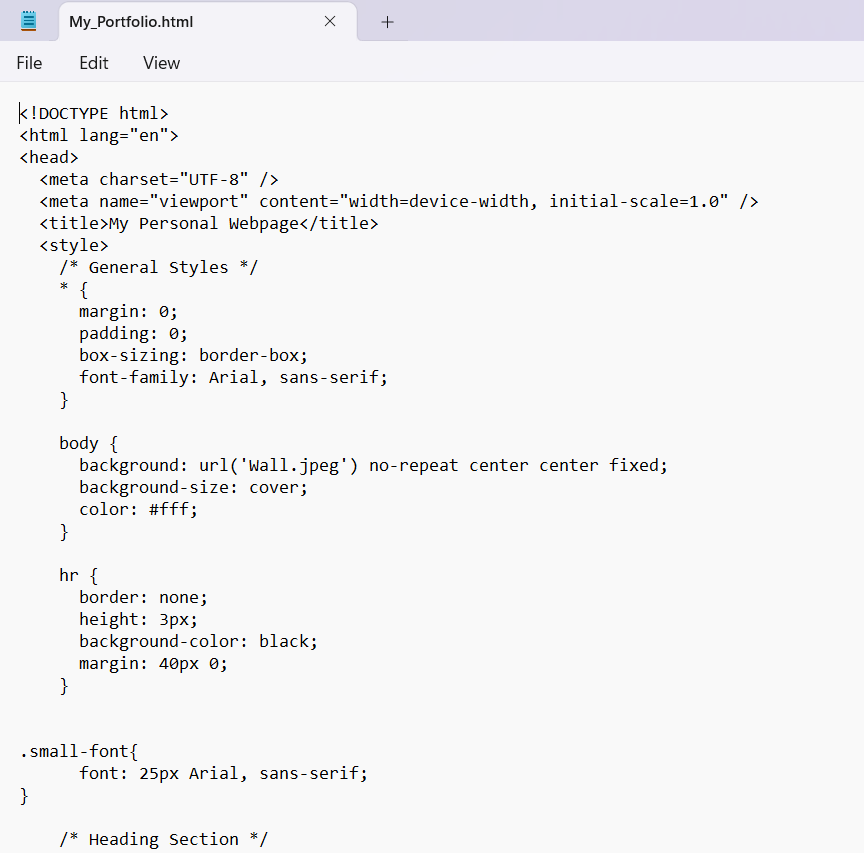 My_Portfolio.html
File Edit View
<!DOCTYPE html>
<html lang="en">
<head>
  <meta charset="UTF-8" />
  <meta name="viewport" content="width=device-width, initial-scale=1.0" />
  <title>My Personal Webpage</title>
  <style>
    /* General Styles */
    * {
      margin: 0;
      padding: 0;
      box-sizing: border-box;
      font-family: Arial, sans-serif;
    }
    body {
      background: url('Wall.jpeg') no-repeat center center fixed;
      background-size: cover;
      color: #fff;
    }
    hr {
      border: none;
      height: 3px;
      background-color: black;
      margin: 40px 0;
    }
.small-font{
      font: 25px Arial, sans-serif;
}
    /* Heading Section */